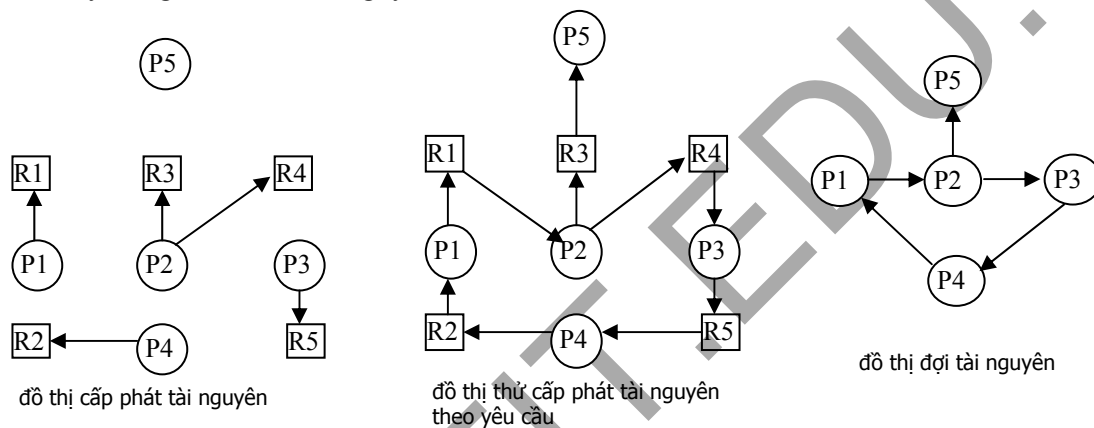 P5
R1 R3 R4
P1 P2 P3
R2 P4 R5
đồ thị cấp phát tài nguyên
P5
R1 R3 R4
P1 P2 P3
R2 P4 R5
đồ thị thử cấp phát tài nguyên
theo yêu cầu
P5
P1 P2 P3
P4
đồ thị đợi tài nguyên